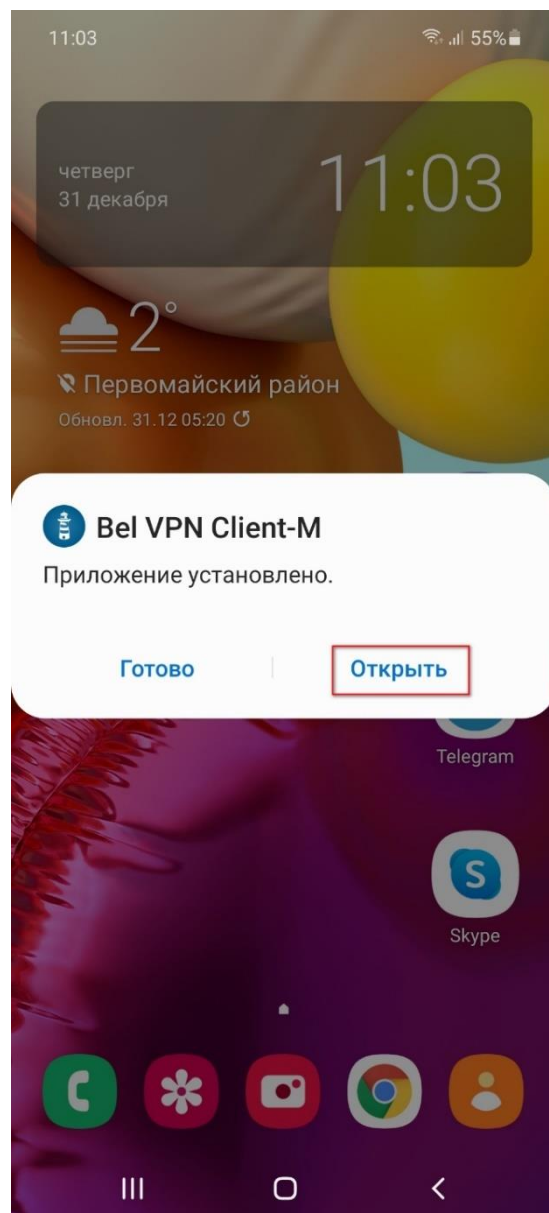 11:03
55%
четверг
31 декабря
11:03
2°
Первомайский район
Обновл. 31.12 05:20
Bel VPN Client-M
Приложение установлено.
Готово
Открыть
Telegram
S
Skype